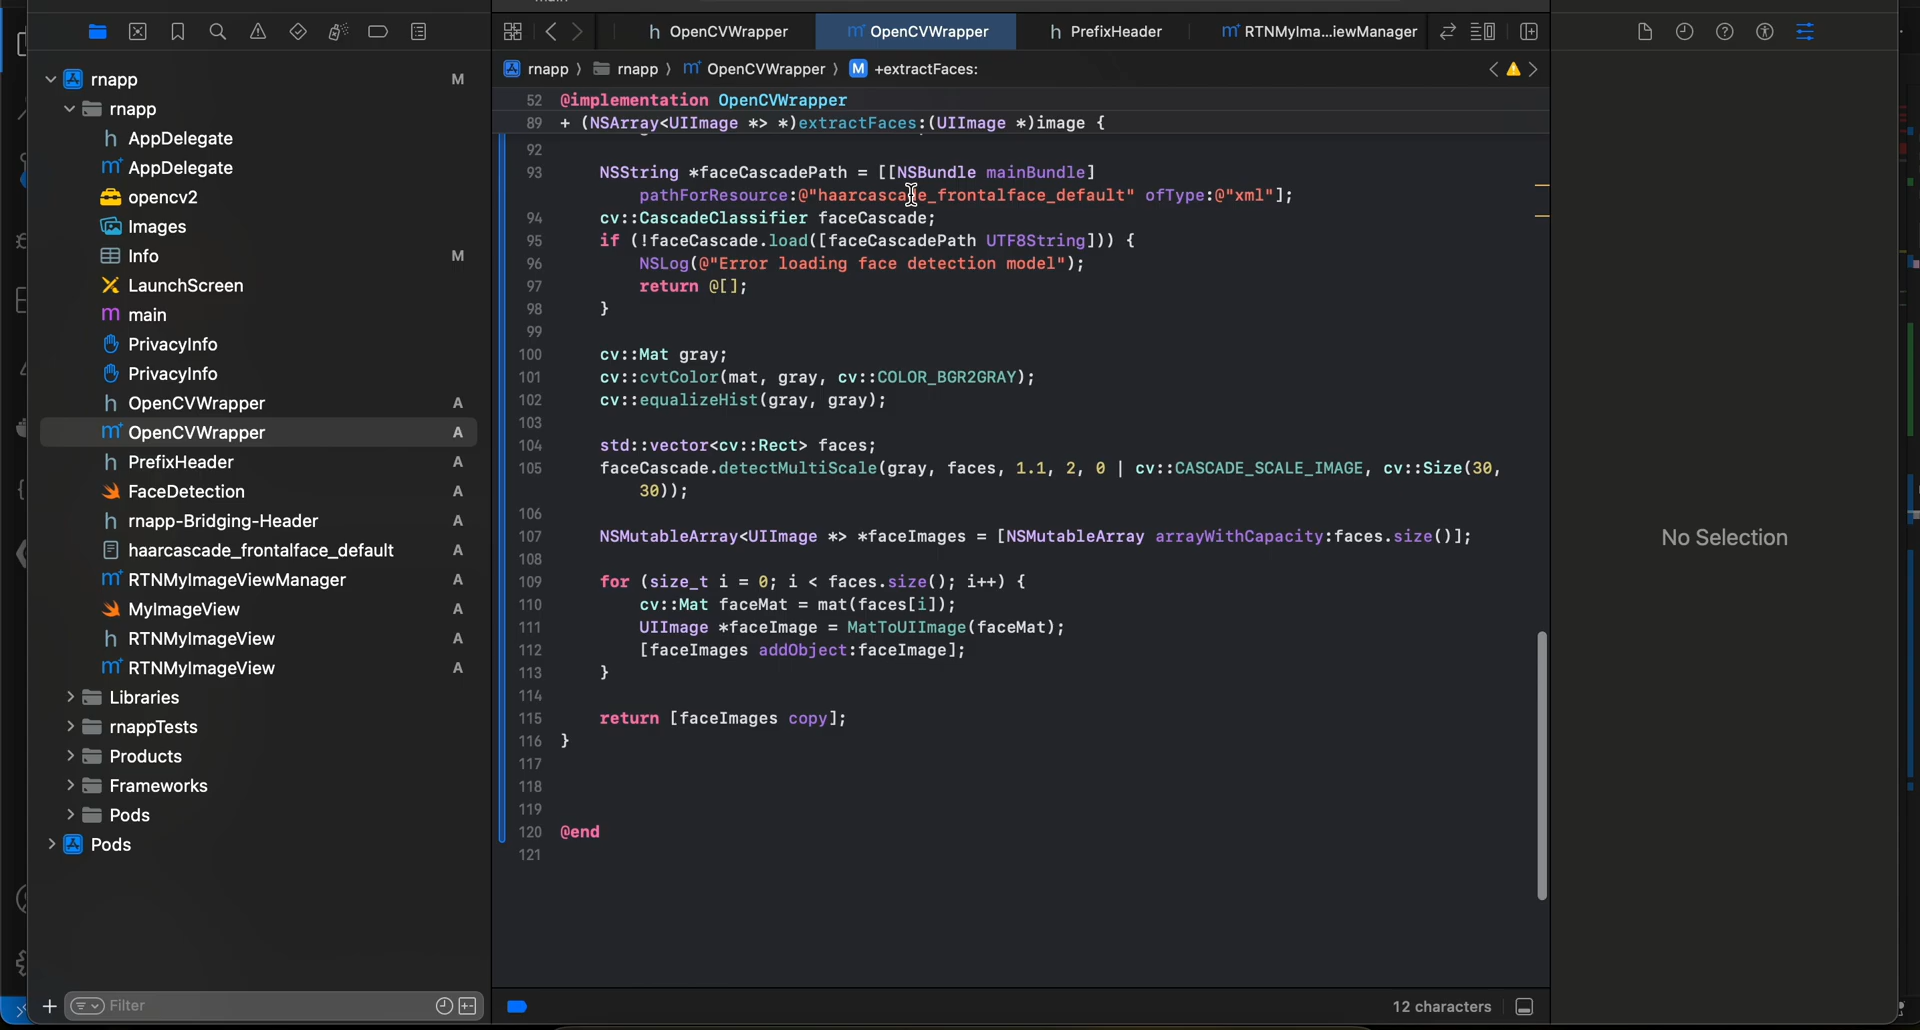 OpenCVWrapper
OpenCVWrapper
PrefixHeader
RTNMyIma...iewManager
rnapp
rnapp
OpenCVWrapper
M +extractFaces:
rnapp M
rnapp
h AppDelegate
m AppDelegate
opencv2
Images
Info M
LaunchScreen
m main
PrivacyInfo
PrivacyInfo
h OpenCVWrapper A
m OpenCVWrapper A
h PrefixHeader A
FaceDetection A
h rnapp-Bridging-Header A
haarcascade_frontalface_default A
m RTNMyImageViewManager A
MyImageView A
h RTNMyImageView A
m RTNMyImageView A
Libraries
rnappTests
Products
Frameworks
Pods
Pods
Filter
52 @implementation OpenCVWrapper
89 + (NSArray<UIImage *> *)extractFaces:(UIImage *)image {
92
93 NSString *faceCascadePath = [[NSBundle mainBundle]
pathForResource:@"haarcascade_frontalface_default" ofType:@"xml"];
94 cv::CascadeClassifier faceCascade;
95 if (!faceCascade.load([faceCascadePath UTF8String])) {
96 NSLog(@"Error loading face detection model");
97 return @[];
98 }
99
100 cv::Mat gray;
101 cv::cvtColor(mat, gray, cv::COLOR_BGR2GRAY);
102 cv::equalizeHist(gray, gray);
103
104 std::vector<cv::Rect> faces;
105 faceCascade.detectMultiScale(gray, faces, 1.1, 2, 0 | cv::CASCADE_SCALE_IMAGE, cv::Size(30,
30));
106
107 NSMutableArray<UIImage *> *faceImages = [NSMutableArray arrayWithCapacity:faces.size()];
108
109 for (size_t i = 0; i < faces.size(); i++) {
110 cv::Mat faceMat = mat(faces[i]);
111 UIImage *faceImage = MatToUIImage(faceMat);
112 [faceImages addObject:faceImage];
113 }
114
115 return [faceImages copy];
116 }
117
118
119
120 @end
121
12 characters
No Selection